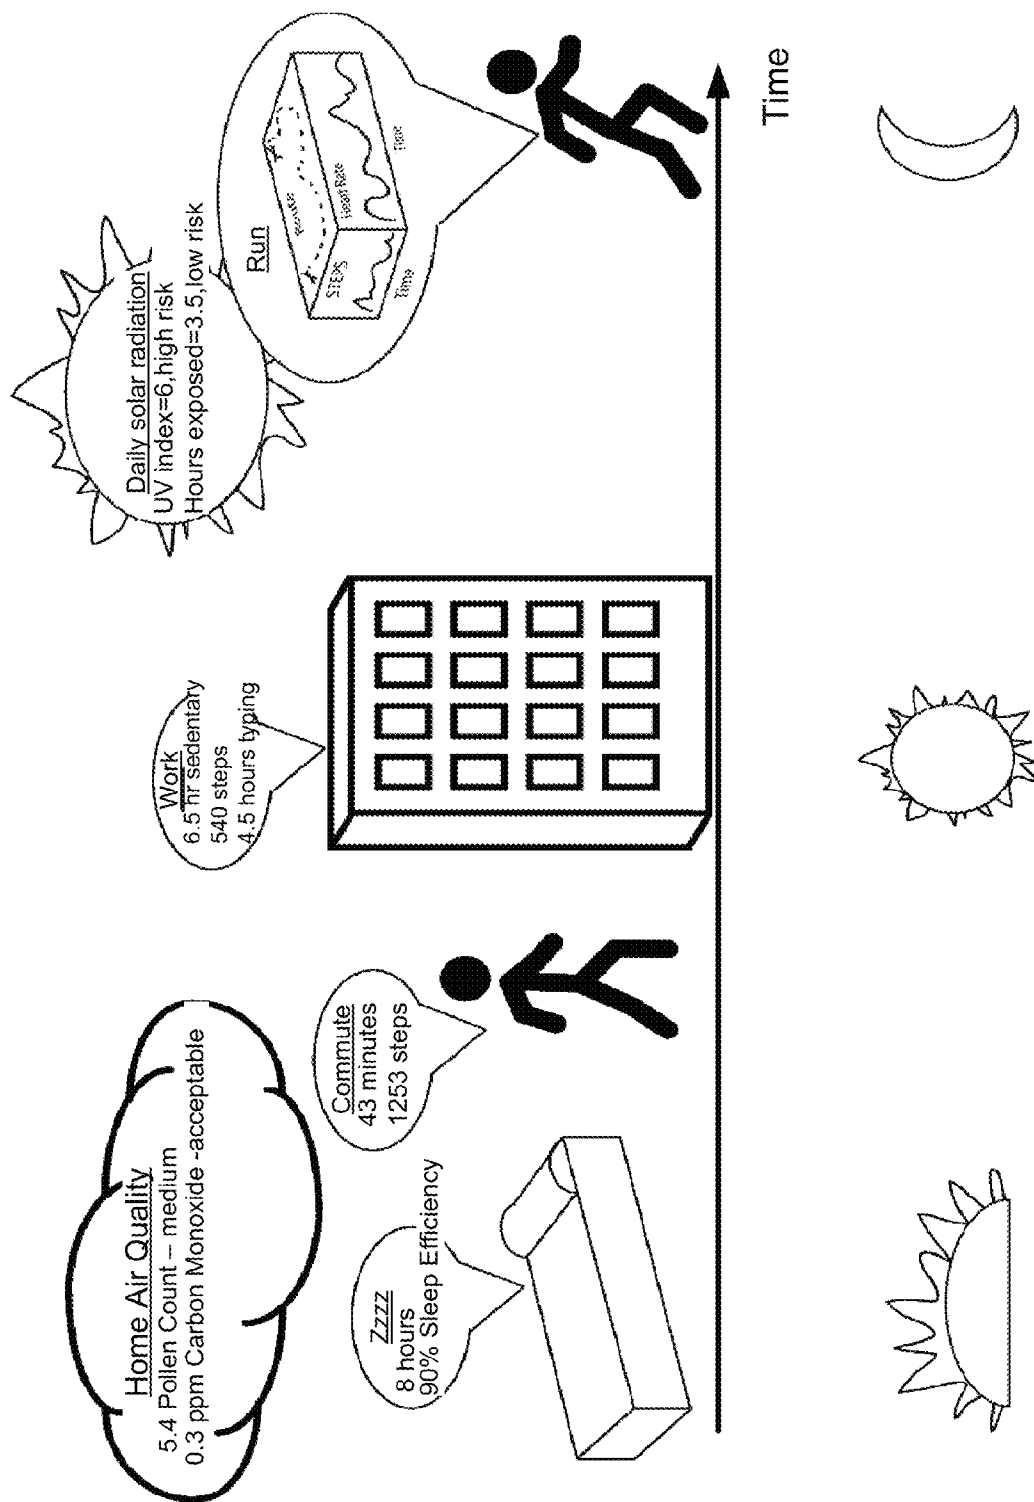 Home Air Quality
5.4 Pollen Count – medium
0.3 ppm Carbon Monoxide -acceptable
Zzzz
8 hours
90% Sleep Efficiency
Commute
43 minutes
1253 steps
Work
6.5 hr sedentary
540 steps
4.5 hours typing
Daily solar radiation
UV index=6,high risk
Hours exposed=3.5,low risk
Run
STEPS
Time
Heart Rate
Time
Time